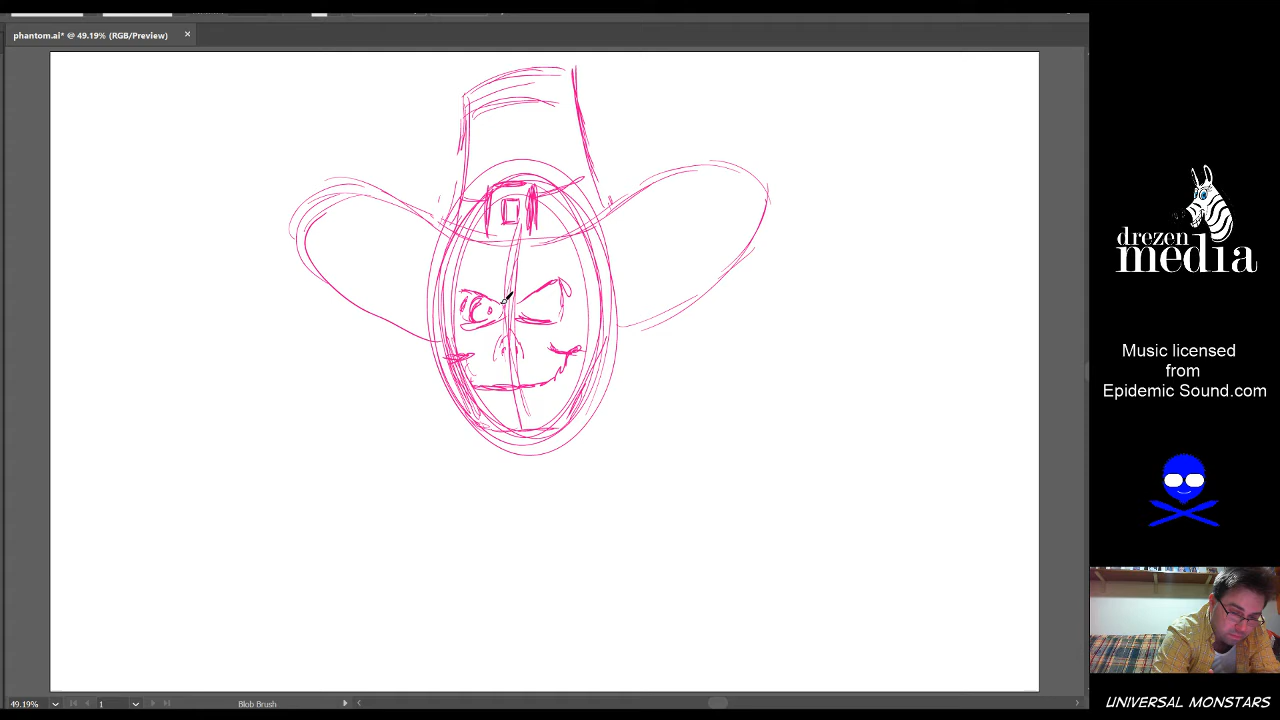 phantom.ai* @ 49.19% (RGB/Preview)
drezen
media
Music licensed
from
Epidemic Sound.com
49.19%
1
Blob Brush
UNIVERSAL MONSTARS